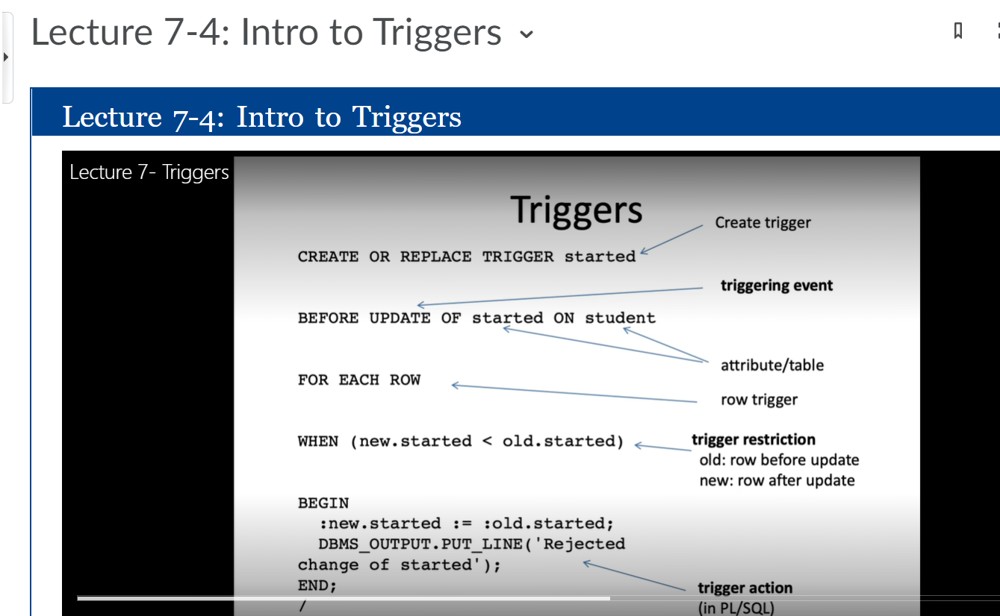 Lecture 7-4: Intro to Triggers
Lecture 7-4: Intro to Triggers
Lecture 7- Triggers
Triggers
Create trigger
CREATE OR REPLACE TRIGGER started
triggering event
BEFORE UPDATE OF started ON student
attribute/table
FOR EACH ROW
row trigger
WHEN (new.started < old.started)
trigger restriction
old: row before update
new: row after update
BEGIN
:new.started := :old.started;
DBMS_OUTPUT.PUT_LINE('Rejected
change of started');
END;
trigger action
/
(in PL/SQL)